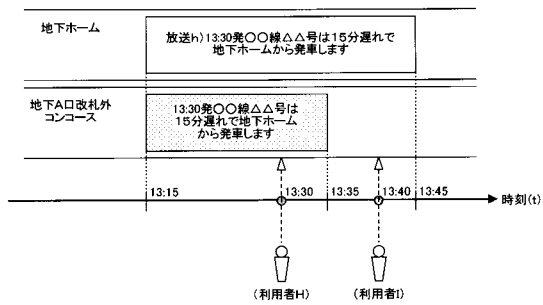 地下ホーム
放送h)13:30発〇〇線△△号は15分遅れで
地下ホームから発車します
地下A口改札外
コンコース
13:30発〇〇線△△号は
15分遅れで地下ホーム
から発車します
13:15
13:30
13:35
13:40
13:45
時刻(t)
(利用者H)
(利用者I)